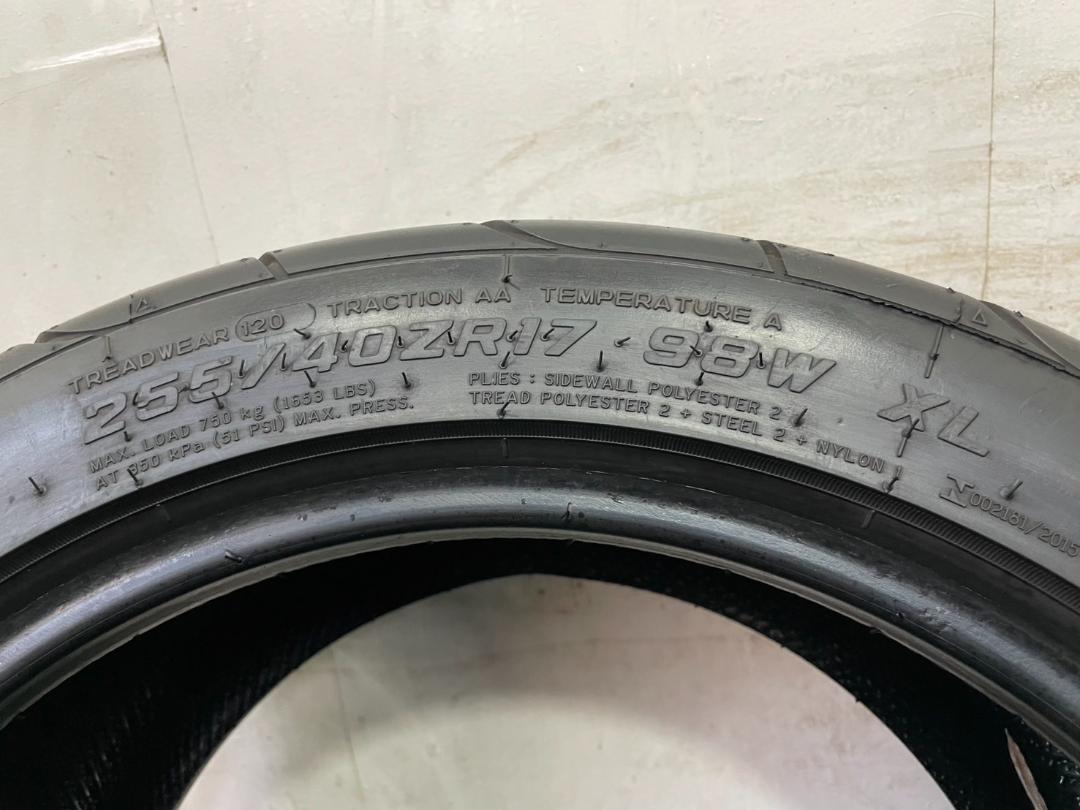 TREADWEAR 120 TRACTION AA TEMPERATURE A
255/40ZR17 98W XL
MAX. LOAD 750 kg (1653 LBS)
AT 350 kPa (51 PSI) MAX. PRESS.
PLIES : SIDEWALL POLYESTER 2
TREAD POLYESTER 2 + STEEL 2 + NYLON 1
002181/2015